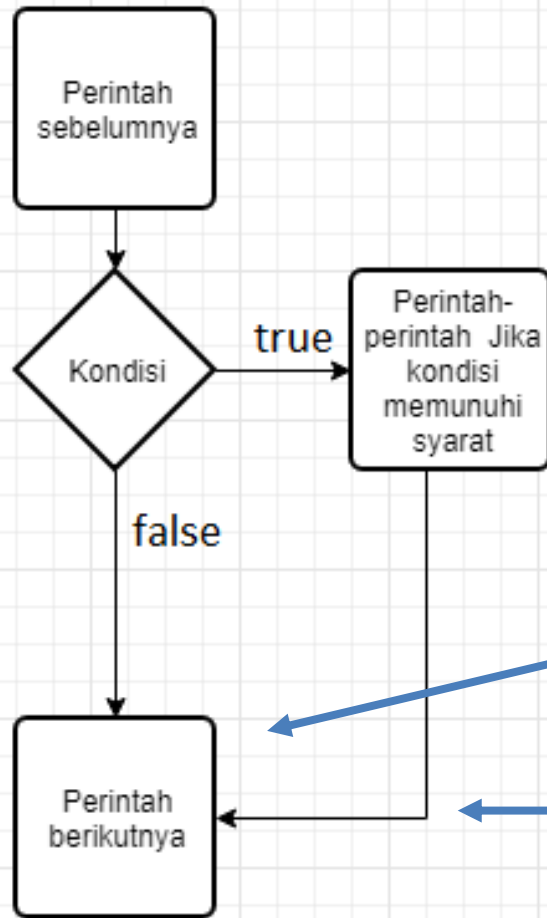 Perintah
sebelumnya
Kondisi
true
Perintah-
perintah Jika
kondisi
memunuhi
syarat
false
Perintah
berikutnya